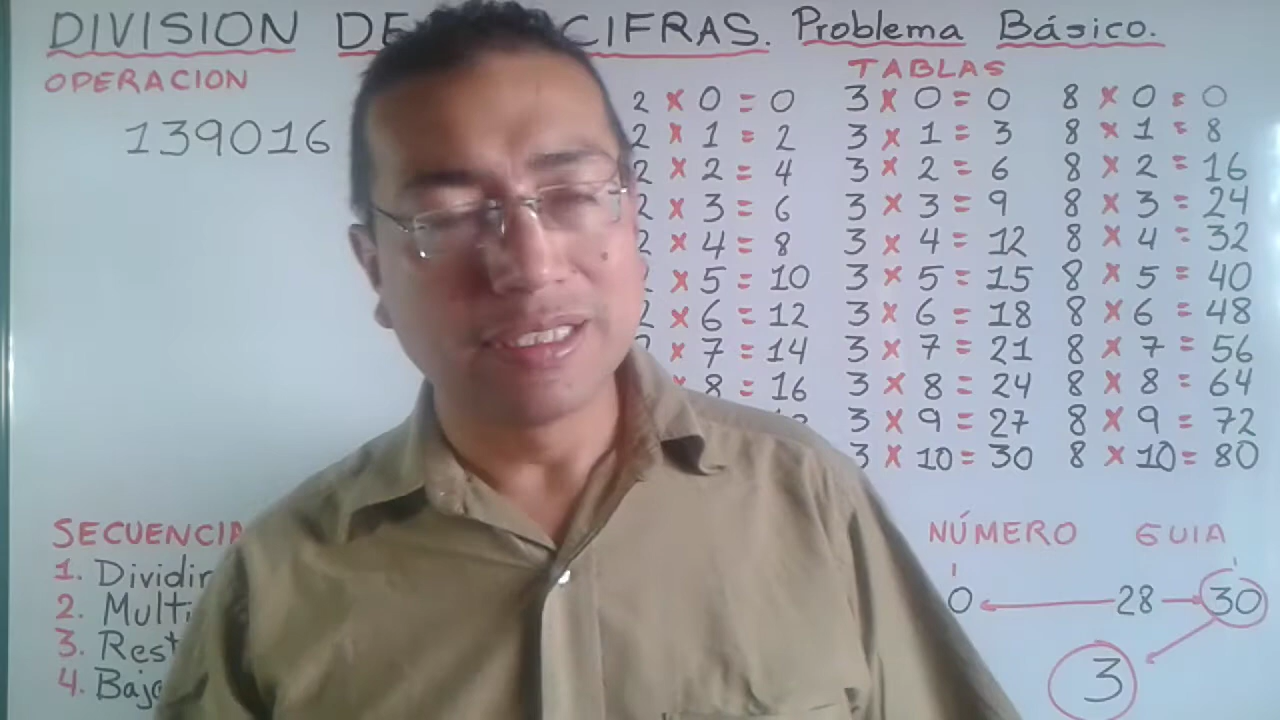 DIVISION DE CIFRAS. Problema Básico.
OPERACION
139016
TABLAS
2 x 0 = 0
2 x 1 = 2
2 x 2 = 4
2 x 3 = 6
2 x 4 = 8
x 5 = 10
2 x 6 = 12
x 7 = 14
x 8 = 16
3 x 0 = 0
3 x 1 = 3
3 x 2 = 6
3 x 3 = 9
3 x 4 = 12
3 x 5 = 15
3 x 6 = 18
3 x 7 = 21
3 x 8 = 24
3 x 9 = 27
3 x 10 = 30
8 x 0 = 0
8 x 1 = 8
8 x 2 = 16
8 x 3 = 24
8 x 4 = 32
8 x 5 = 40
8 x 6 = 48
8 x 7 = 56
8 x 8 = 64
8 x 9 = 72
8 x 10 = 80
SECUENCIA
1. Dividir
2. Multi
3. Rest
4. Baja
NÚMERO GUIA
0 28 30
3